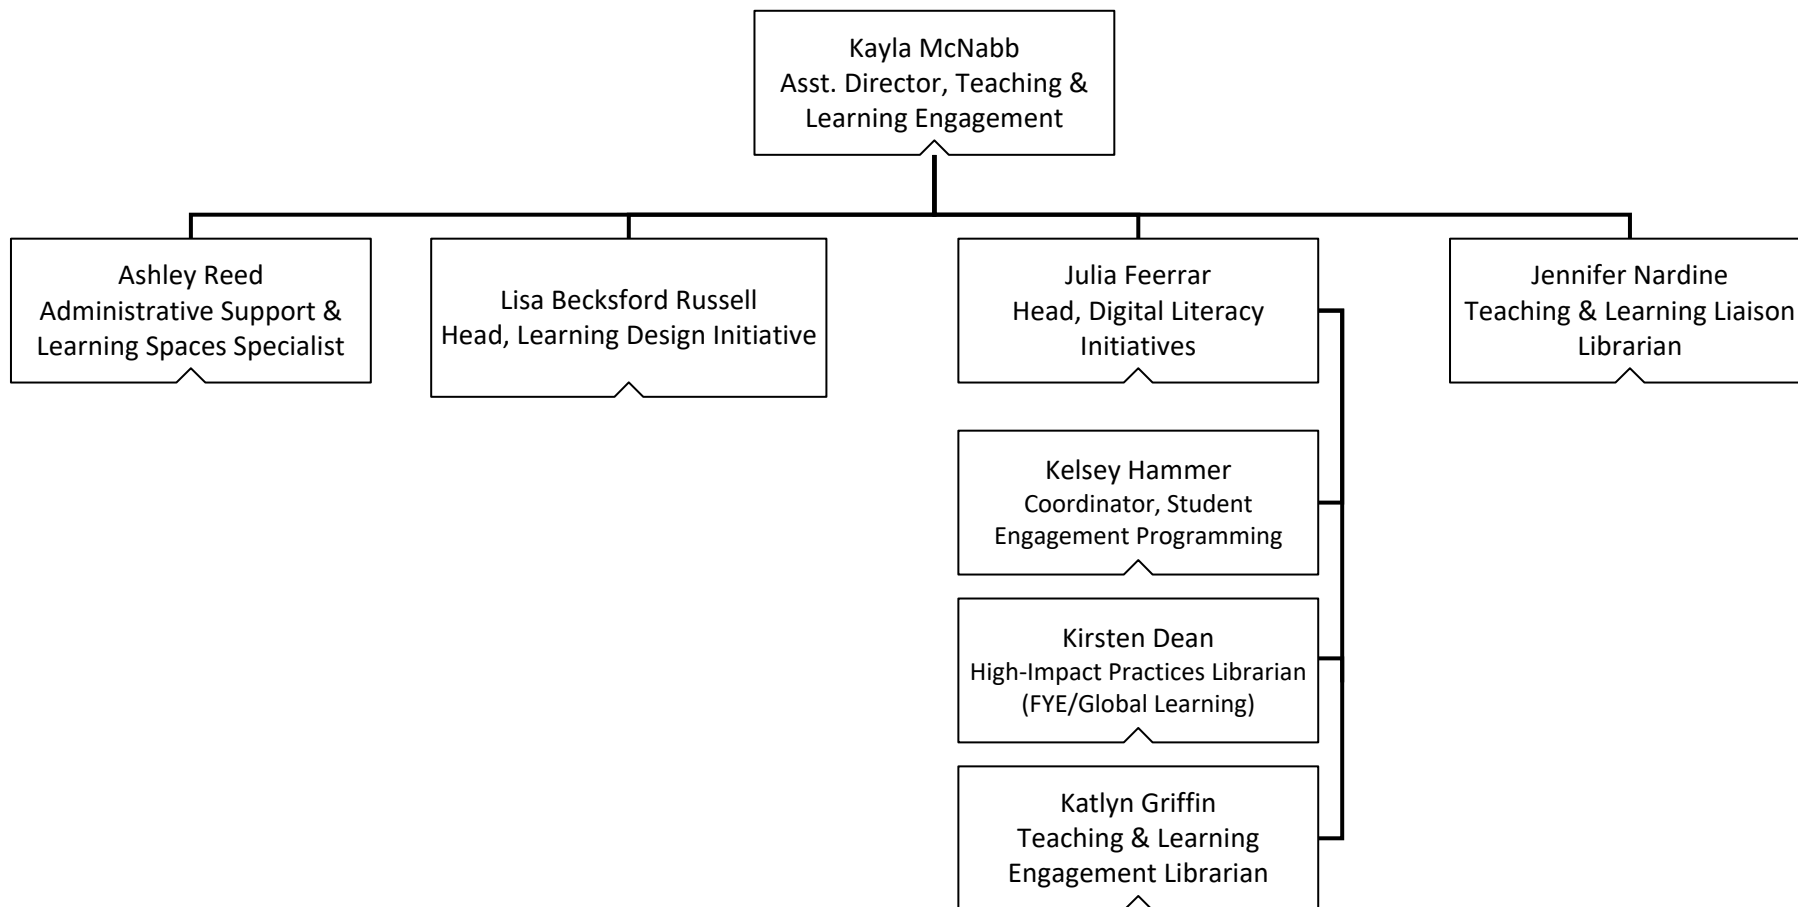 Kayla McNabb
Asst. Director, Teaching &
Learning Engagement
Ashley Reed
Administrative Support &
Learning Spaces Specialist
Lisa Becksford Russell
Head, Learning Design Initiative
Julia Feerrar
Head, Digital Literacy
Initiatives
Jennifer Nardine
Teaching & Learning Liaison
Librarian
Kelsey Hammer
Coordinator, Student
Engagement Programming
Kirsten Dean
High-Impact Practices Librarian
(FYE/Global Learning)
Katlyn Griffin
Teaching & Learning
Engagement Librarian